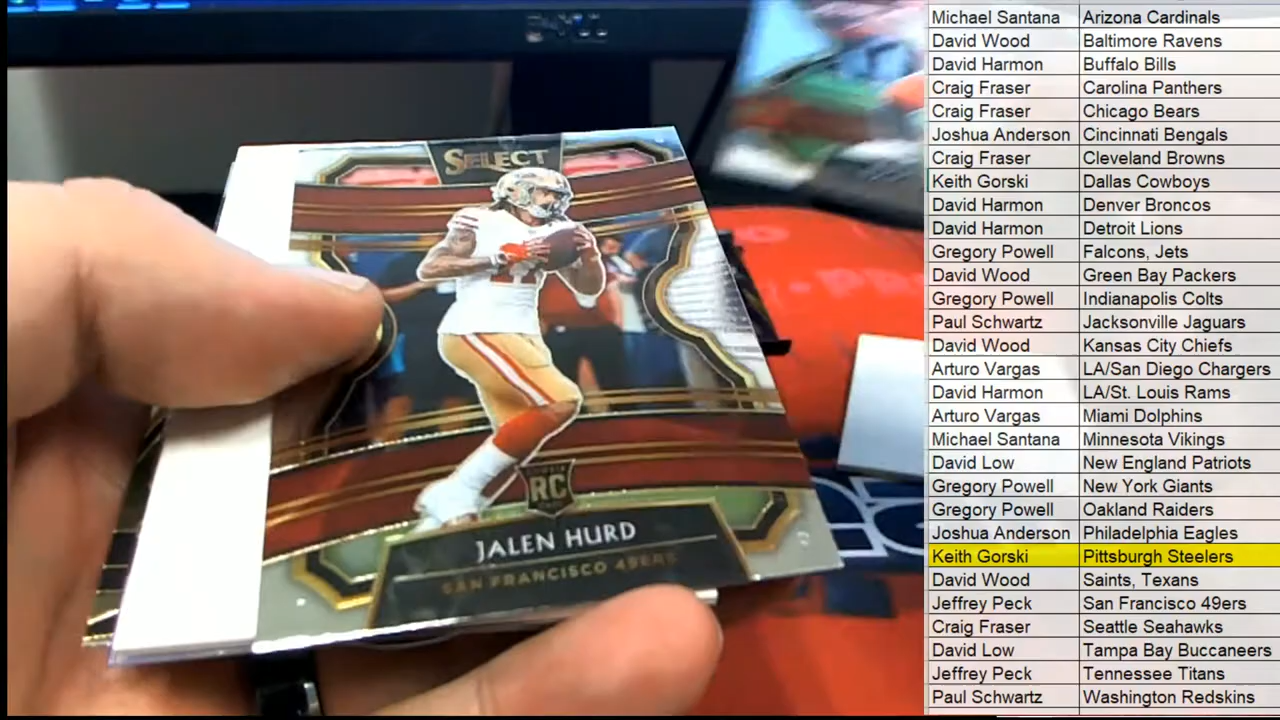 SELECT
ROOKIE
RC
JALEN HURD
SAN FRANCISCO 49ERS
Michael Santana Arizona Cardinals
David Wood Baltimore Ravens
David Harmon Buffalo Bills
Craig Fraser Carolina Panthers
Craig Fraser Chicago Bears
Joshua Anderson Cincinnati Bengals
Craig Fraser Cleveland Browns
Keith Gorski Dallas Cowboys
David Harmon Denver Broncos
David Harmon Detroit Lions
Gregory Powell Falcons, Jets
David Wood Green Bay Packers
Gregory Powell Indianapolis Colts
Paul Schwartz Jacksonville Jaguars
David Wood Kansas City Chiefs
Arturo Vargas LA/San Diego Chargers
David Harmon LA/St. Louis Rams
Arturo Vargas Miami Dolphins
Michael Santana Minnesota Vikings
David Low New England Patriots
Gregory Powell New York Giants
Gregory Powell Oakland Raiders
Joshua Anderson Philadelphia Eagles
Keith Gorski Pittsburgh Steelers
David Wood Saints, Texans
Jeffrey Peck San Francisco 49ers
Craig Fraser Seattle Seahawks
David Low Tampa Bay Buccaneers
Jeffrey Peck Tennessee Titans
Paul Schwartz Washington Redskins